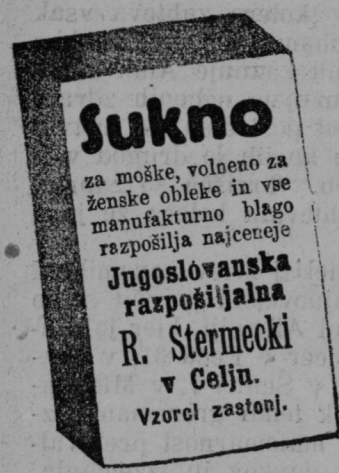 Sukno
za moške, volneno za
ženske obleke in vse
manufakturno blago
razpošilja najceneje
Jugoslovanska
razpošiljalna
R. Stermecki
v Celju.
Vzorci zastonj.